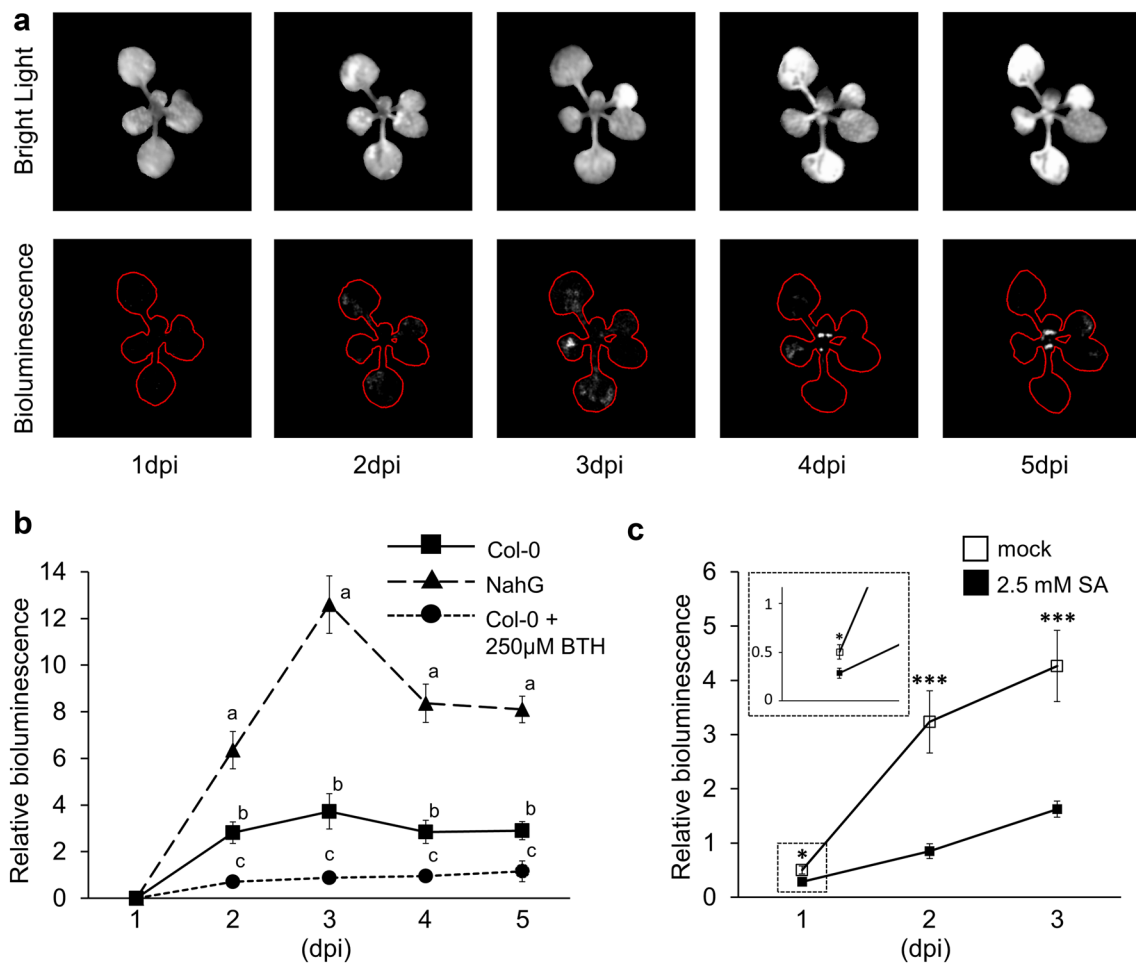 a
Bright Light
Bioluminescence
1dpi 2dpi 3dpi 4dpi 5dpi
b
Col-0
NahG
Col-0 +
250µM BTH
Relative bioluminescence
14
12
10
8
6
4
2
0
a
a
a
a
b
b
b
b
c
c
c
c
1 2 3 4 5
(dpi)
c
mock
2.5 mM SA
Relative bioluminescence
6
5
4
3
2
1
0
1
0.5
0
*
*
***
***
1 2 3
(dpi)